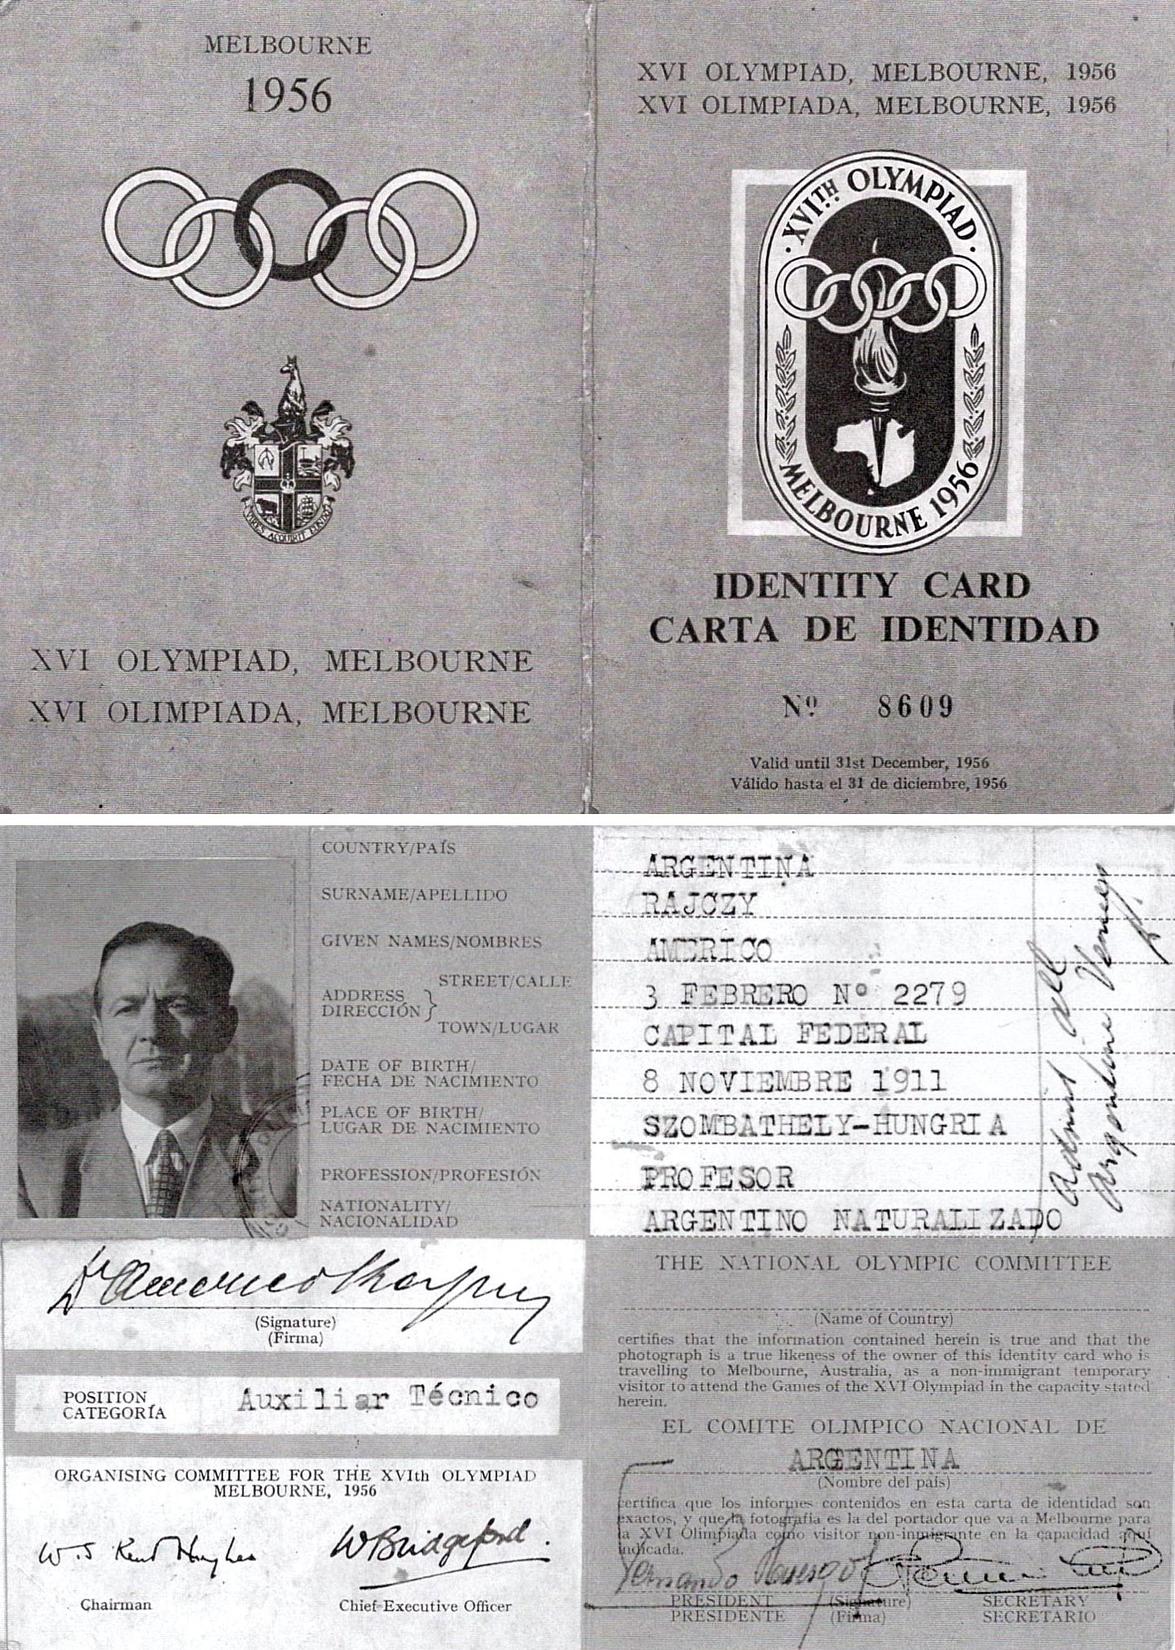 MELBOURNE
1956
VIRES ACQUIRIT EUNDO
XVI OLYMPIAD, MELBOURNE
XVI OLIMPIADA, MELBOURNE
XVI OLYMPIAD, MELBOURNE, 1956
XVI OLIMPIADA, MELBOURNE, 1956
XVITH OLYMPIAD
MELBOURNE 1956
IDENTITY CARD
CARTA DE IDENTIDAD
Nº 8609
Valid until 31st December, 1956
Válido hasta el 31 de diciembre, 1956
COUNTRY/PAÍS
ARGENTINA
SURNAME/APELLIDO
RAJCZY
GIVEN NAMES/NOMBRES
AMERICO
ADDRESS
DIRECCIÓN
STREET/CALLE
3 FEBRERO Nº 2279
TOWN/LUGAR
CAPITAL FEDERAL
DATE OF BIRTH/
FECHA DE NACIMIENTO
8 NOVIEMBRE 1911
PLACE OF BIRTH/
LUGAR DE NACIMIENTO
SZOMBATHELY-HUNGRIA
PROFESSION/PROFESIÓN
PROFESOR
NATIONALITY/
NACIONALIDAD
ARGENTINO NATURALIZADO
Admit all
Argentine
(Signature)
(Firma)
POSITION
CATEGORÍA
Auxiliar Técnico
ORGANISING COMMITTEE FOR THE XVIth OLYMPIAD
MELBOURNE, 1956
W.S Kent Hughes
W Bridgeford.
Chairman
Chief Executive Officer
THE NATIONAL OLYMPIC COMMITTEE
(Name of Country)
certifies that the information contained herein is true and that the
photograph is a true likeness of the owner of this identity card who is
travelling to Melbourne, Australia, as a non-immigrant temporary
visitor to attend the Games of the XVI Olympiad in the capacity stated
herein.
EL COMITE OLIMPICO NACIONAL DE
ARGENTINA
(Nombre del país)
certifica que los informes contenidos en esta carta de identidad son
exactos, y que la fotografía es la del portador que va a Melbourne para
la XVI Olimpiada como visitor non-inmigrante en la capacidad aquí
indicada.
PRESIDENT
PRESIDENTE
(Signature)
(Firma)
SECRETARY
SECRETARIO